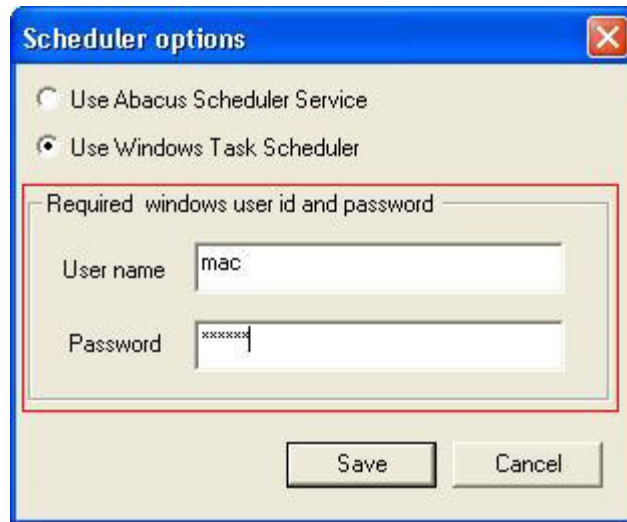 Scheduler options
Use Abacus Scheduler Service
Use Windows Task Scheduler
Required windows user id and password
User name mac
Password ××××××
Save Cancel